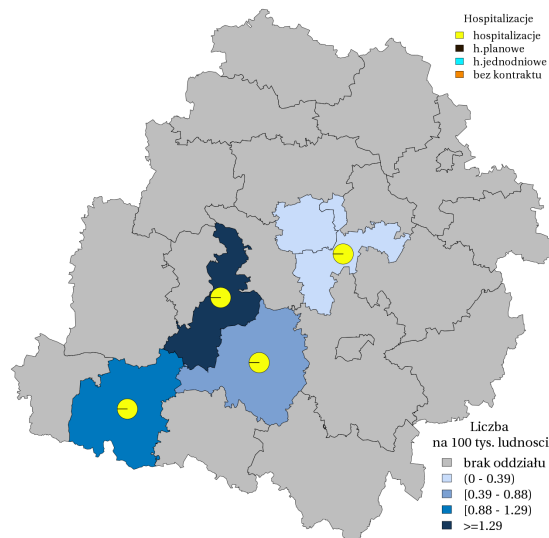 Hospitalizacje
hospitalizacje
h.planowe
h.jednodniowe
bez kontraktu
Liczba
na 100 tys. ludnosci
brak oddziału
(0 - 0.39)
[0.39 - 0.88)
[0.88 - 1.29)
>=1.29